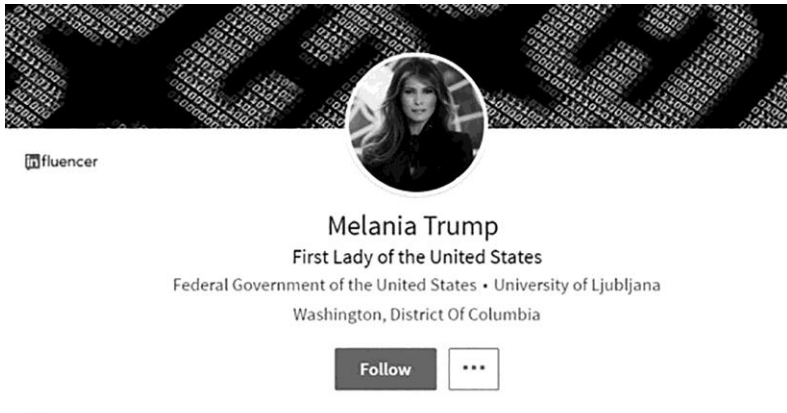 influencer
Melania Trump
First Lady of the United States
Federal Government of the United States • University of Ljubljana
Washington, District Of Columbia
Follow
•••